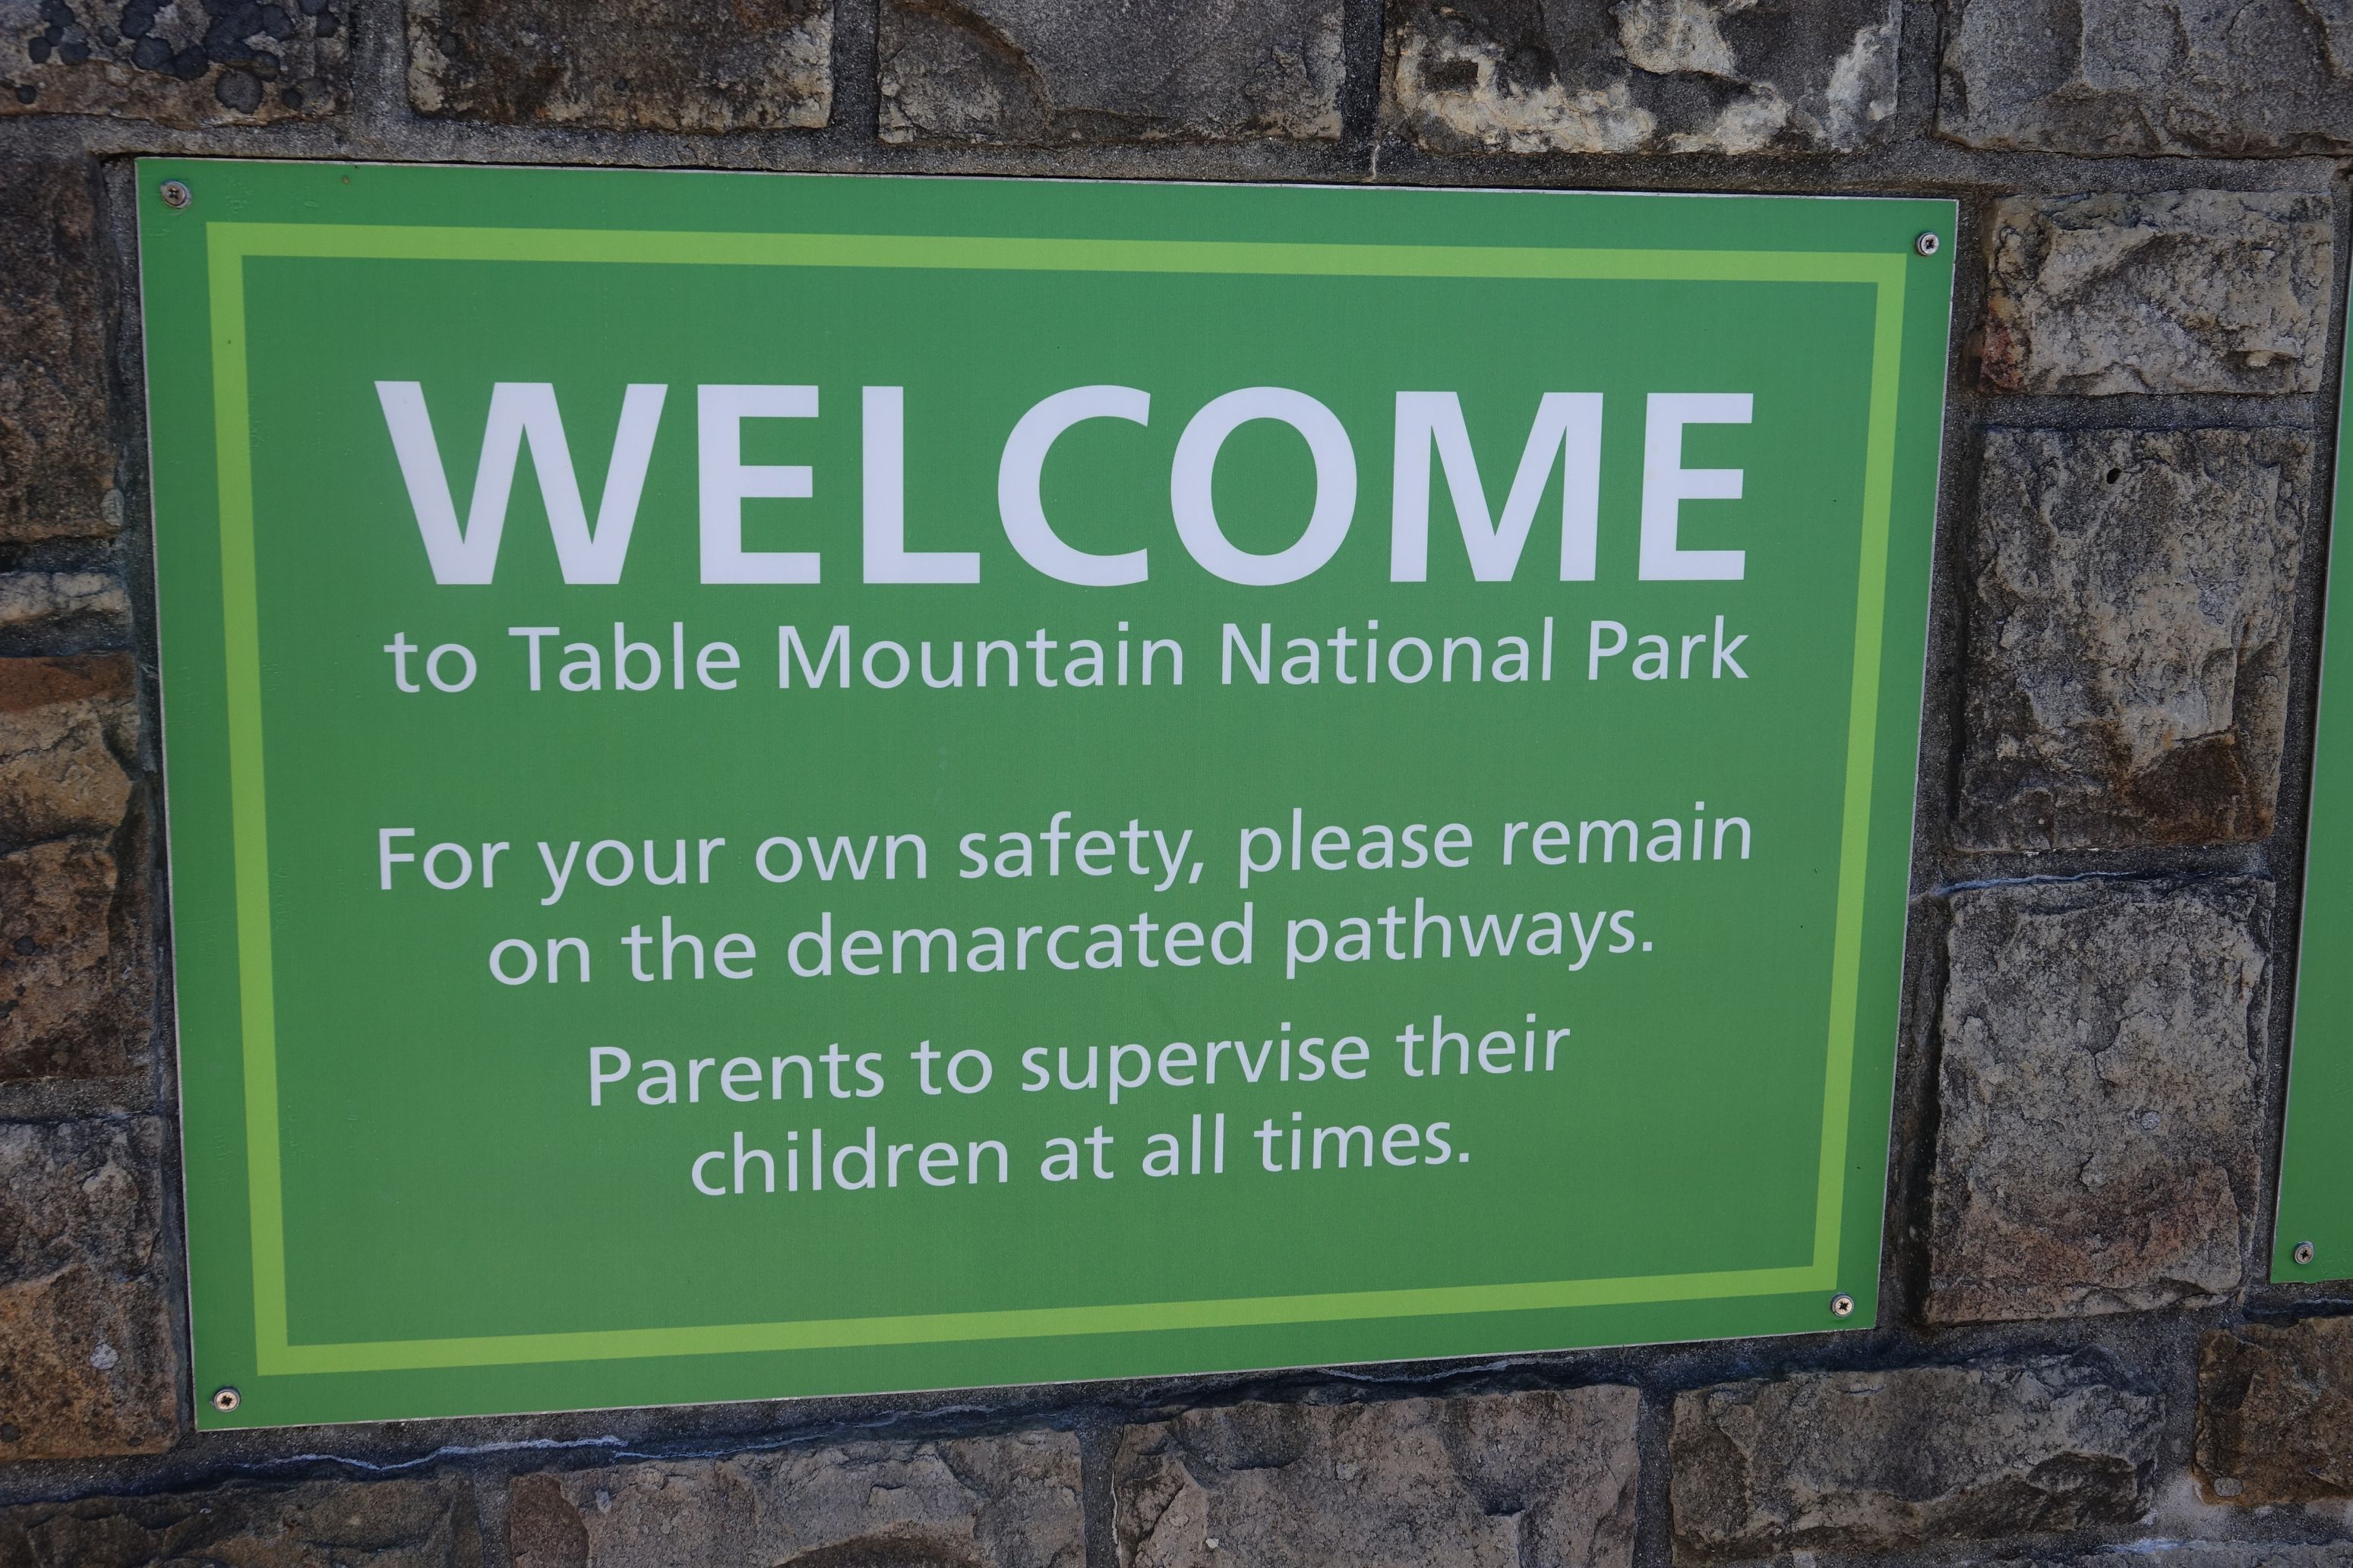 WELCOME
to Table Mountain National Park
For your own safety, please remain
on the demarcated pathways.
Parents to supervise their
children at all times.